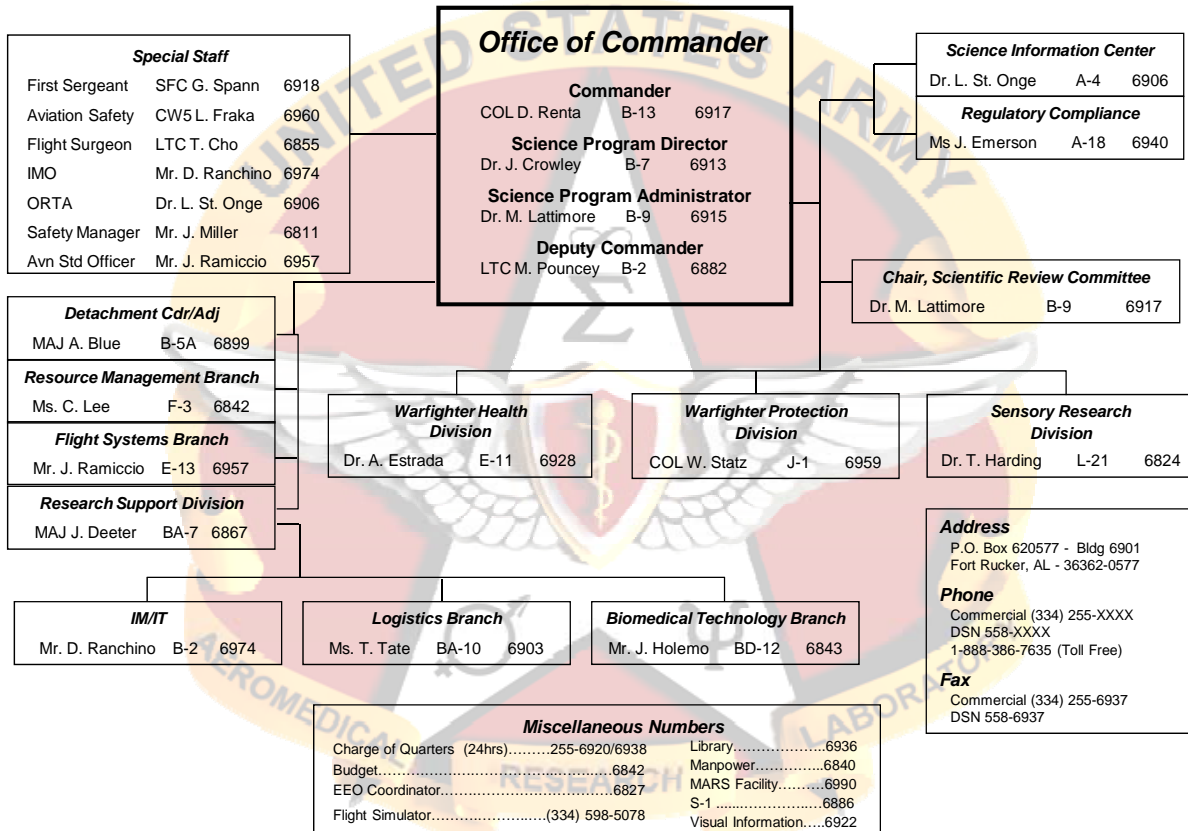 UNITED STATES ARMY
AEROMEDICAL RESEARCH LABORATORY
Special Staff
First Sergeant SFC G. Spann 6918
Aviation Safety CW5 L. Fraka 6960
Flight Surgeon LTC T. Cho 6855
IMO Mr. D. Ranchino 6974
ORTA Dr. L. St. Onge 6906
Safety Manager Mr. J. Miller 6811
Avn Std Officer Mr. J. Ramiccio 6957
Office of Commander
Commander
COL D. Renta B-13 6917
Science Program Director
Dr. J. Crowley B-7 6913
Science Program Administrator
Dr. M. Lattimore B-9 6915
Deputy Commander
LTC M. Pouncey B-2 6882
Science Information Center
Dr. L. St. Onge A-4 6906
Regulatory Compliance
Ms J. Emerson A-18 6940
Chair, Scientific Review Committee
Dr. M. Lattimore B-9 6917
Detachment Cdr/Adj
MAJ A. Blue B-5A 6899
Resource Management Branch
Ms. C. Lee F-3 6842
Flight Systems Branch
Mr. J. Ramiccio E-13 6957
Research Support Division
MAJ J. Deeter BA-7 6867
Warfighter Health
Division
Dr. A. Estrada E-11 6928
Warfighter Protection
Division
COL W. Statz J-1 6959
Sensory Research
Division
Dr. T. Harding L-21 6824
IM/IT
Mr. D. Ranchino B-2 6974
Logistics Branch
Ms. T. Tate BA-10 6903
Biomedical Technology Branch
Mr. J. Holemo BD-12 6843
Address
P.O. Box 620577 - Bldg 6901
Fort Rucker, AL - 36362-0577
Phone
Commercial (334) 255-XXXX
DSN 558-XXXX
1-888-386-7635 (Toll Free)
Fax
Commercial (334) 255-6937
DSN 558-6937
Miscellaneous Numbers
Charge of Quarters (24hrs).........255-6920/6938
Budget.............................................6842
EEO Coordinator................................6827
Flight Simulator.....................(334) 598-5078
Library....................6936
Manpower..............6840
MARS Facility..........6990
S-1 .......................6886
Visual Information.....6922